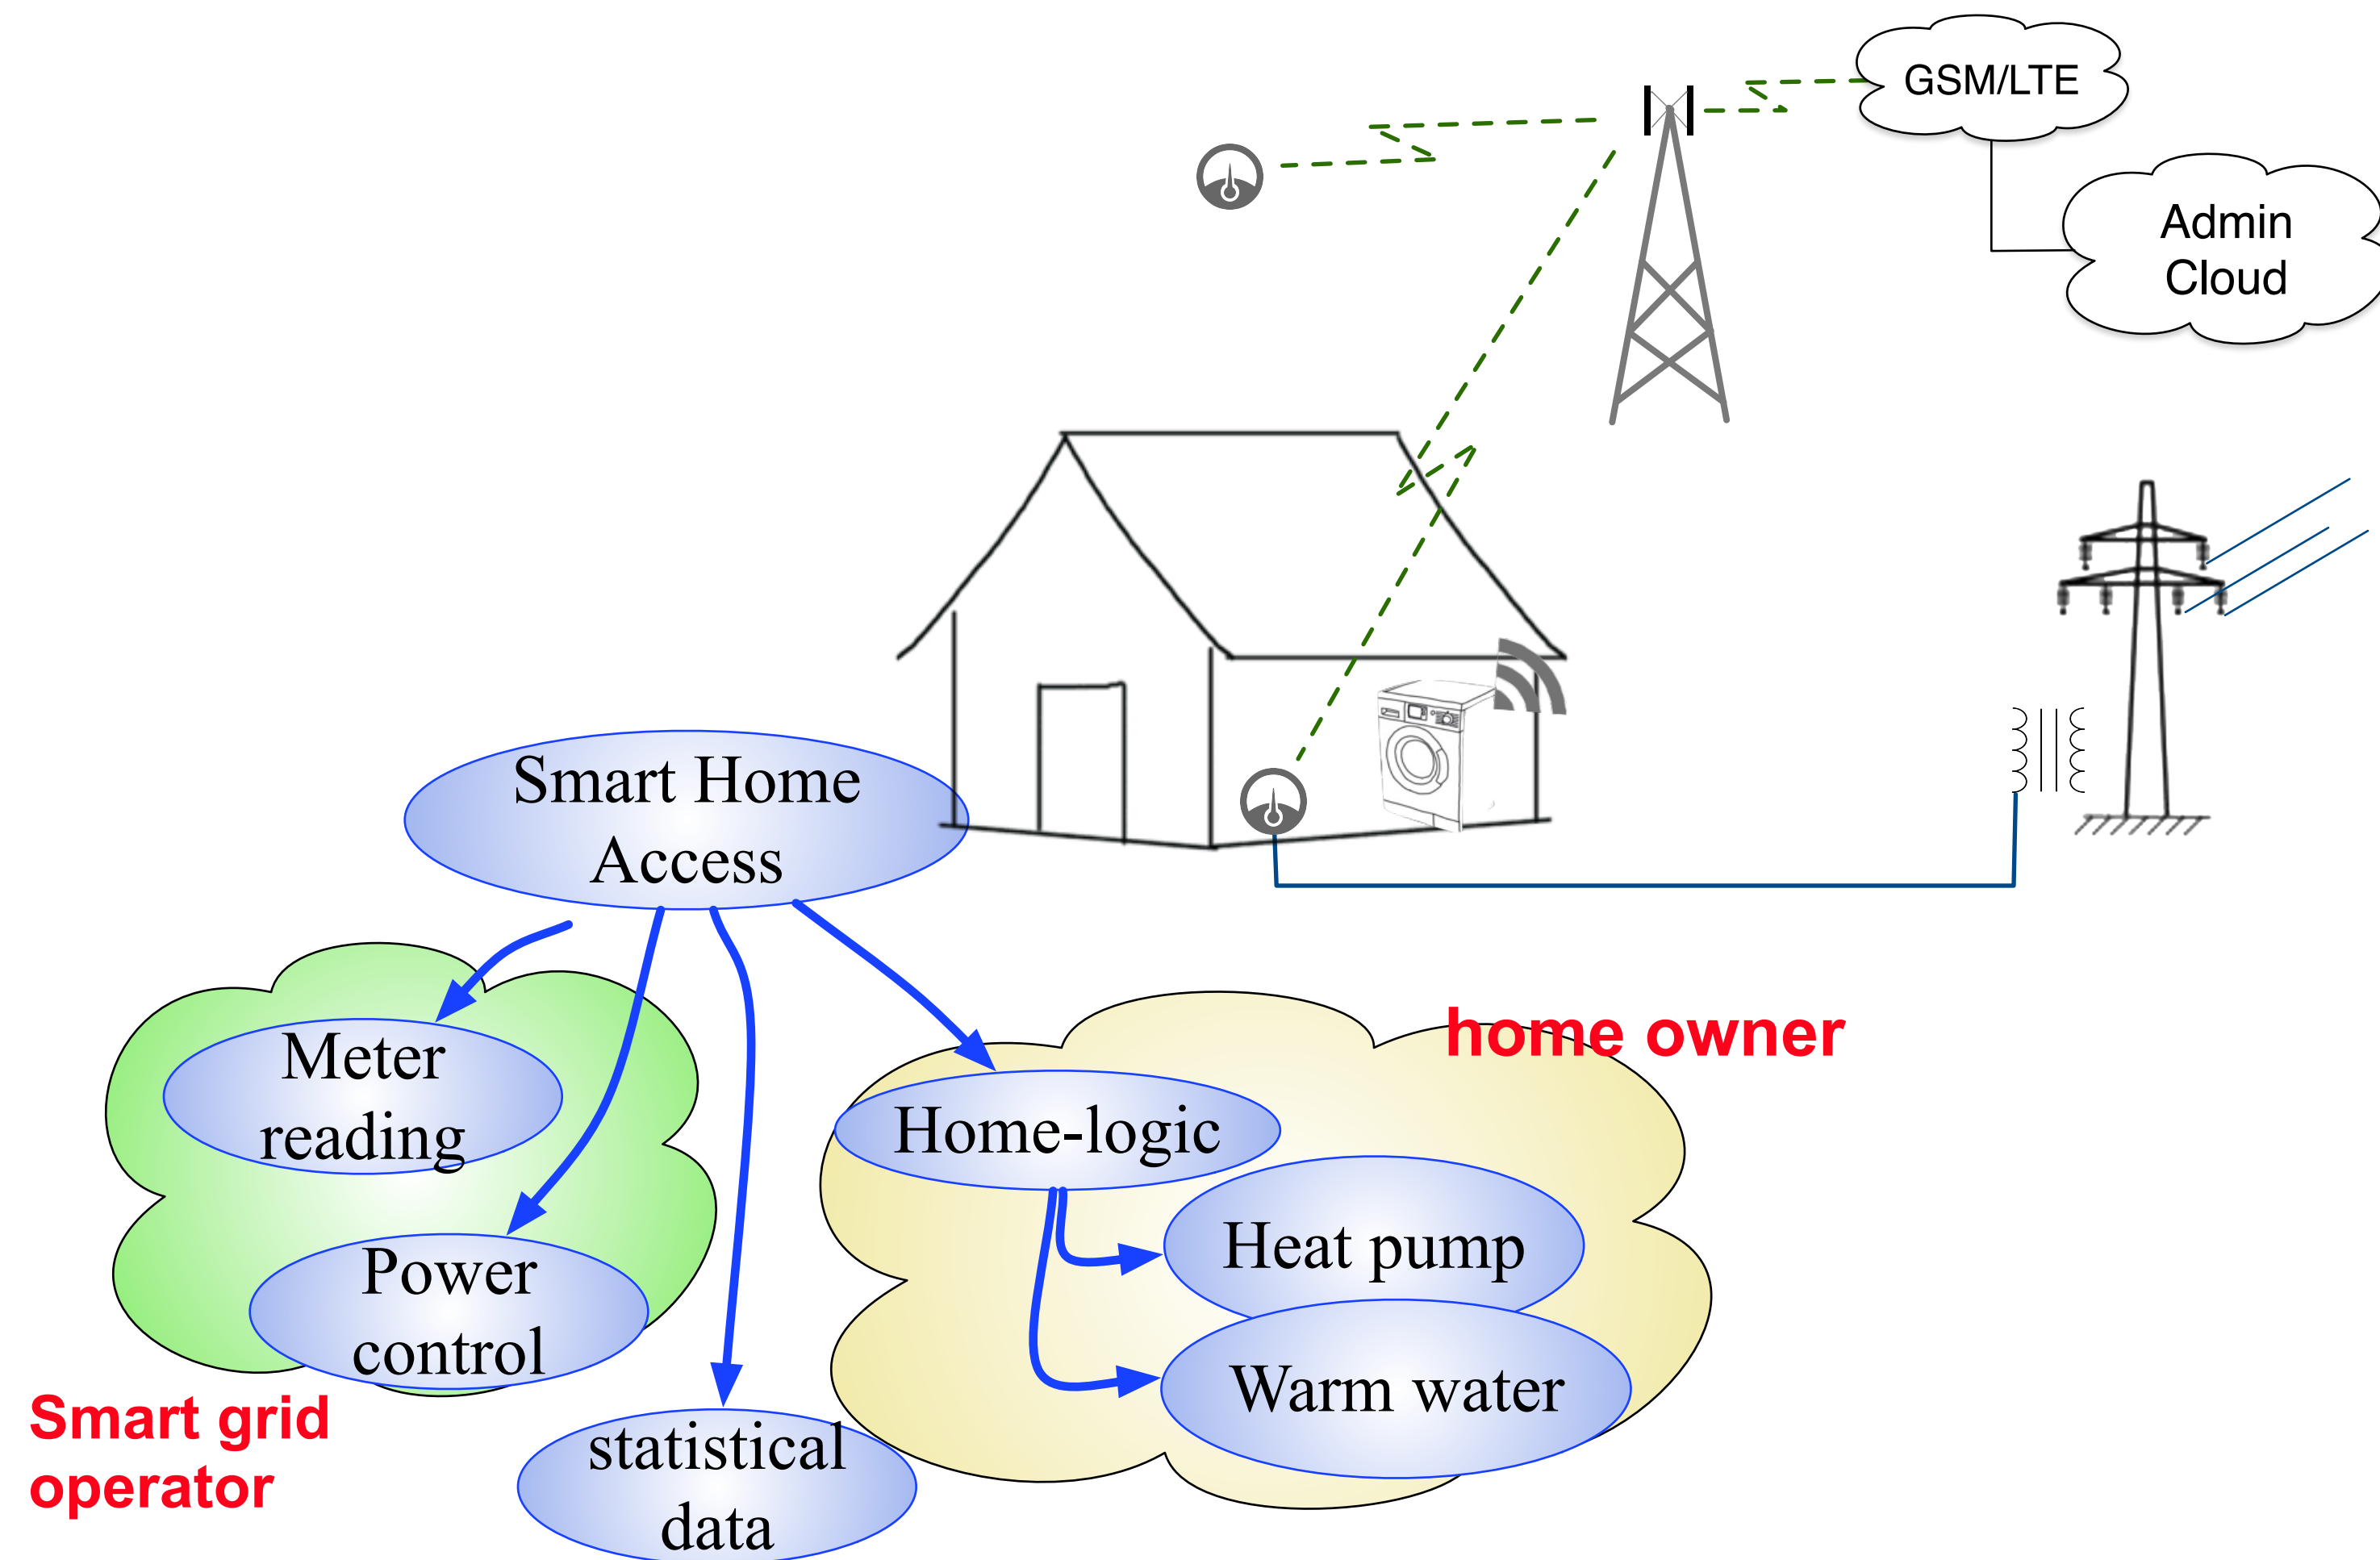 GSM/LTE
Admin
Cloud
Smart Home
Access
home owner
Meter
reading
Home-logic
Power
control
Heat pump
Warm water
Smart grid
operator
statistical
data